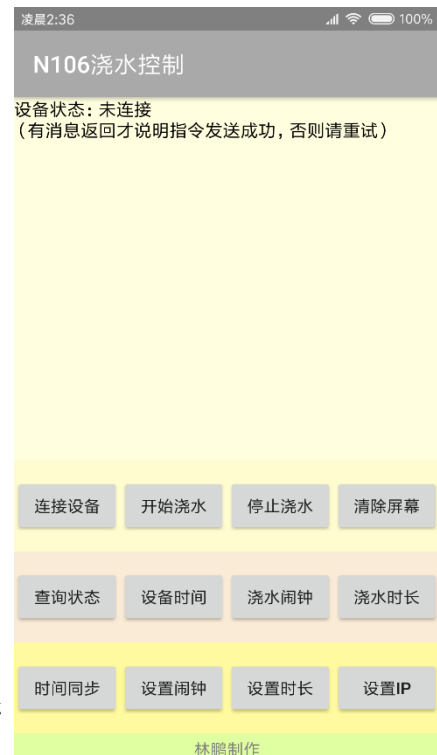 凌晨2:36 100%
N106浇水控制
设备状态：未连接
（有消息返回才说明指令发送成功，否则请重试）
连接设备 开始浇水 停止浇水 清除屏幕
查询状态 设备时间 浇水闹钟 浇水时长
时间同步 设置闹钟 设置时长 设置IP
林鹏制作